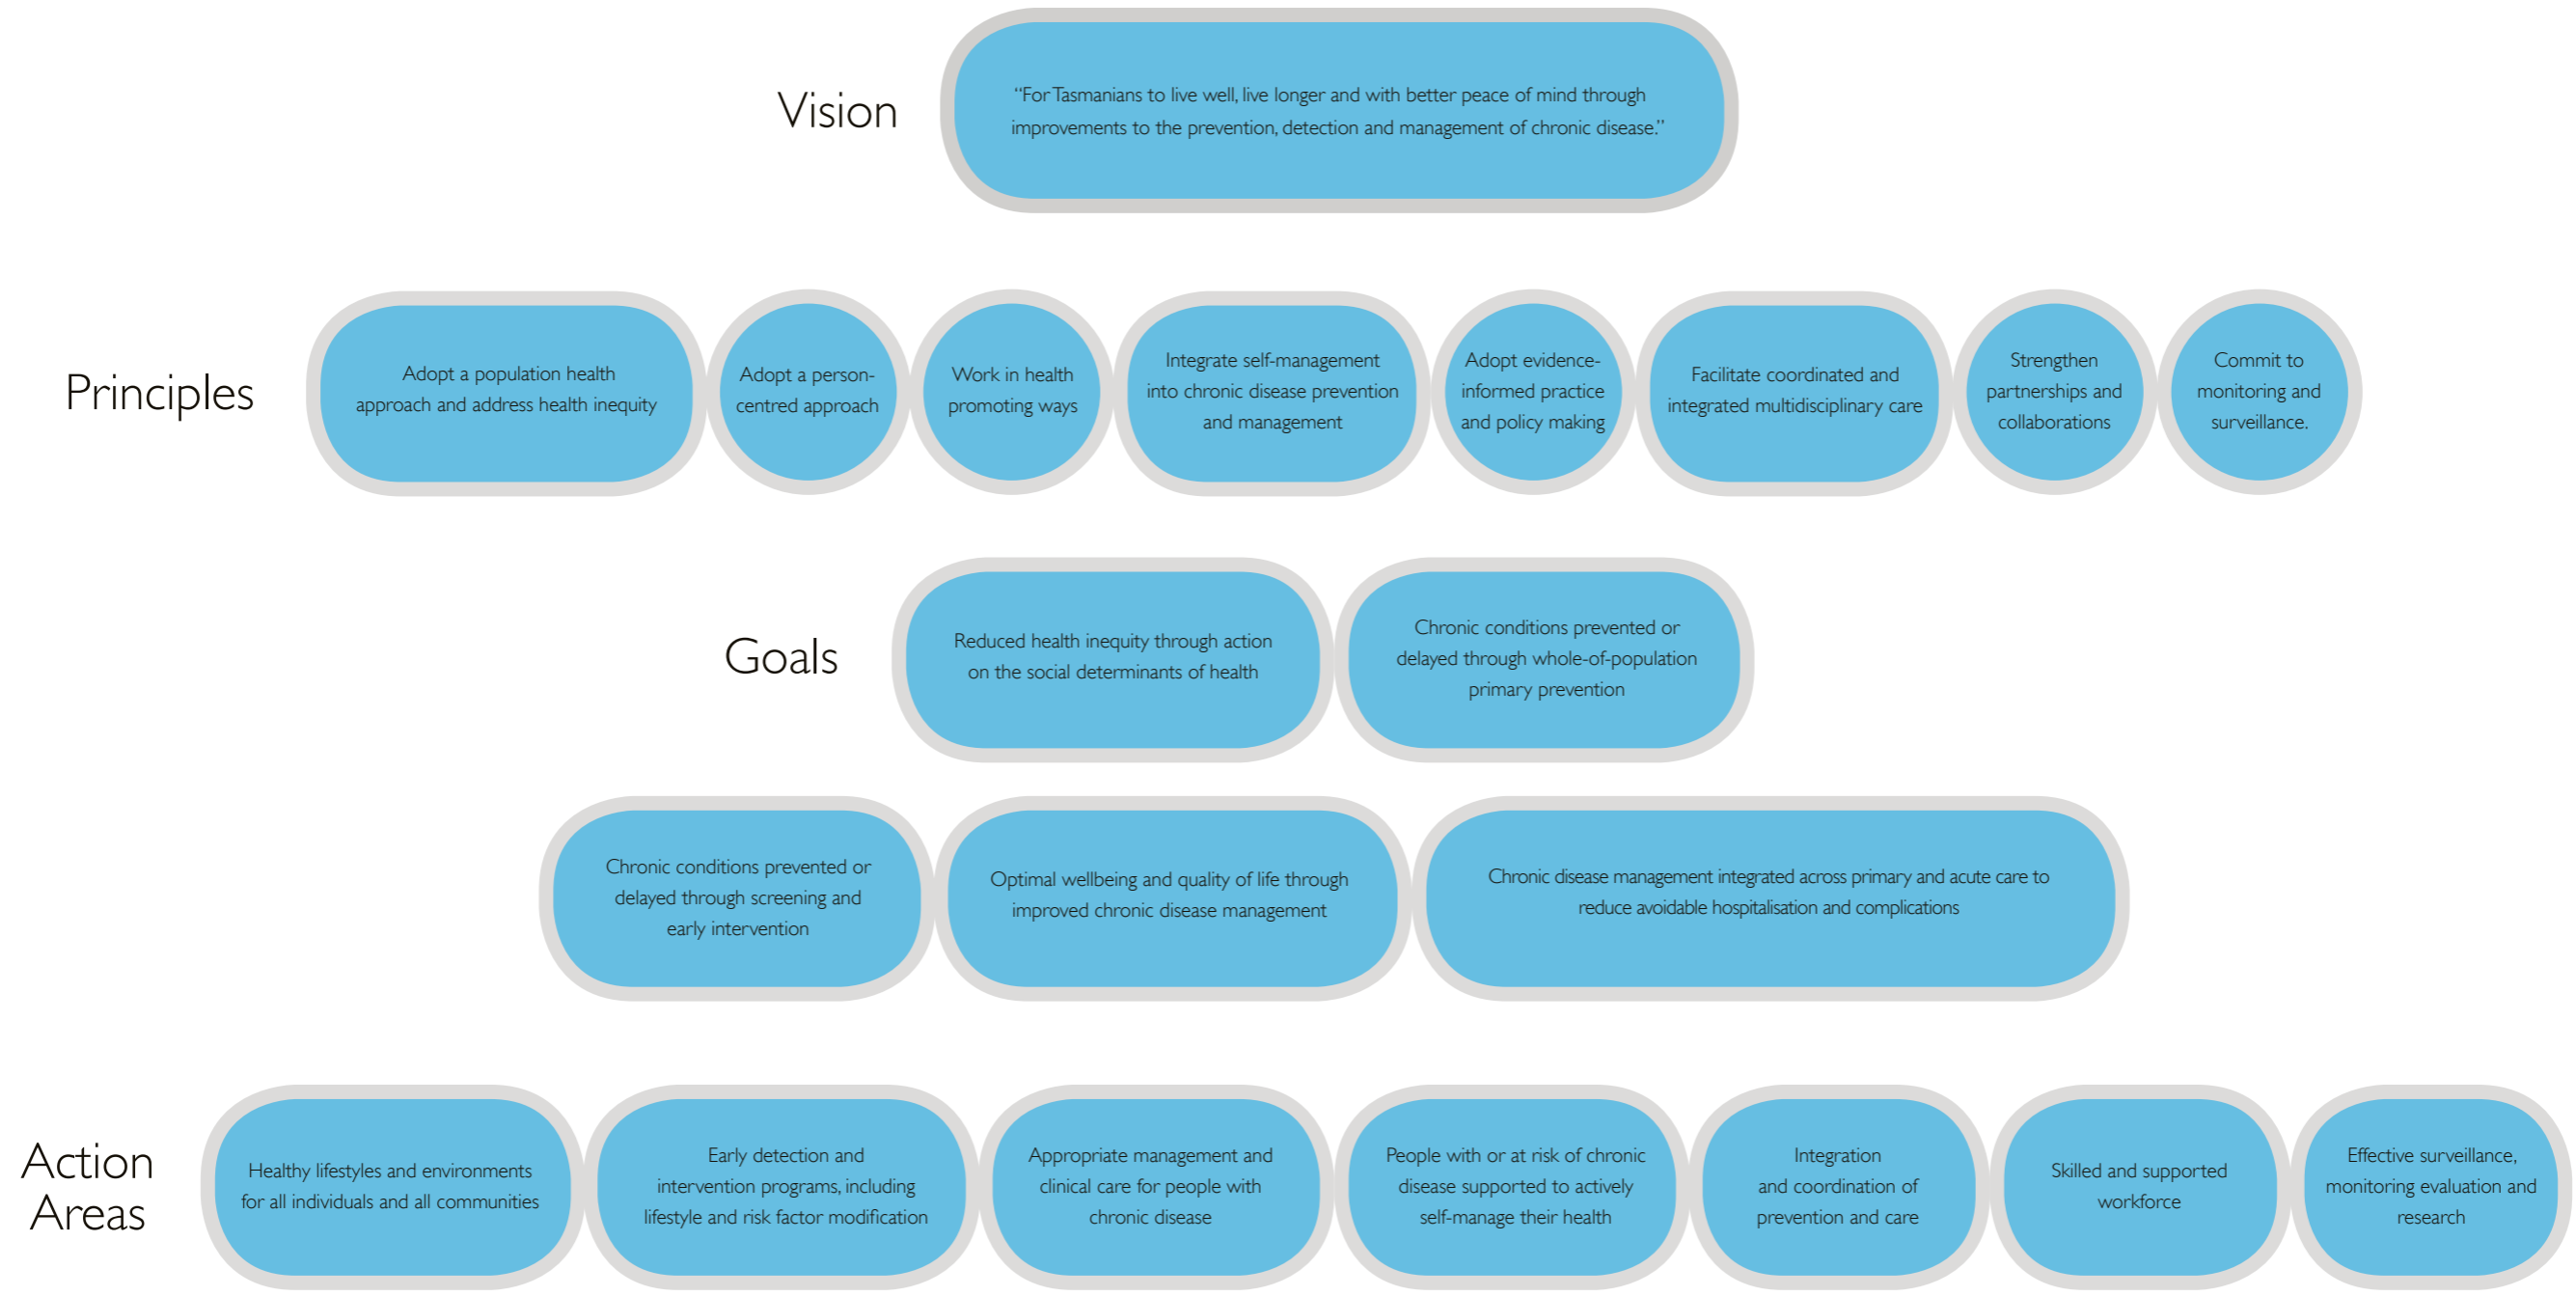 Vision
“For Tasmanians to live well, live longer and with better peace of mind through
improvements to the prevention, detection and management of chronic disease.”
Principles
Adopt a population health
approach and address health inequity
Adopt a person-
centred approach
Work in health
promoting ways
Integrate self-management
into chronic disease prevention
and management
Adopt evidence-
informed practice
and policy making
Facilitate coordinated and
integrated multidisciplinary care
Strengthen
partnerships and
collaborations
Commit to
monitoring and
surveillance.
Goals
Reduced health inequity through action
on the social determinants of health
Chronic conditions prevented or
delayed through whole-of-population
primary prevention
Chronic conditions prevented or
delayed through screening and
early intervention
Optimal wellbeing and quality of life through
improved chronic disease management
Chronic disease management integrated across primary and acute care to
reduce avoidable hospitalisation and complications
Action
Areas
Healthy lifestyles and environments
for all individuals and all communities
Early detection and
intervention programs, including
lifestyle and risk factor modification
Appropriate management and
clinical care for people with
chronic disease
People with or at risk of chronic
disease supported to actively
self-manage their health
Integration
and coordination of
prevention and care
Skilled and supported
workforce
Effective surveillance,
monitoring evaluation and
research